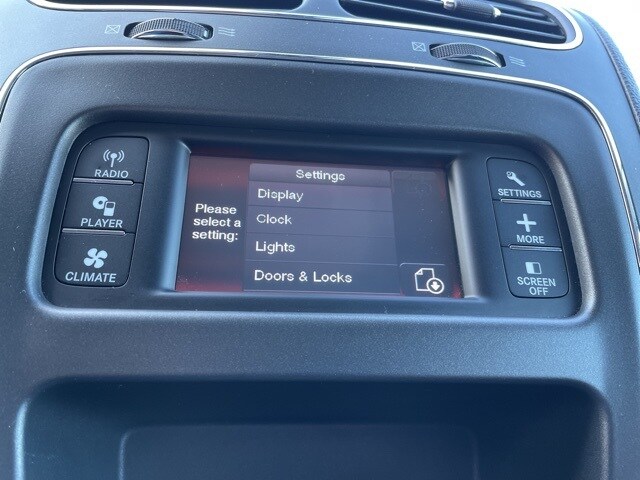 RADIO
PLAYER
CLIMATE
Settings
Please
select a
setting:
Display
Clock
Lights
Doors & Locks
SETTINGS
MORE
SCREEN
OFF